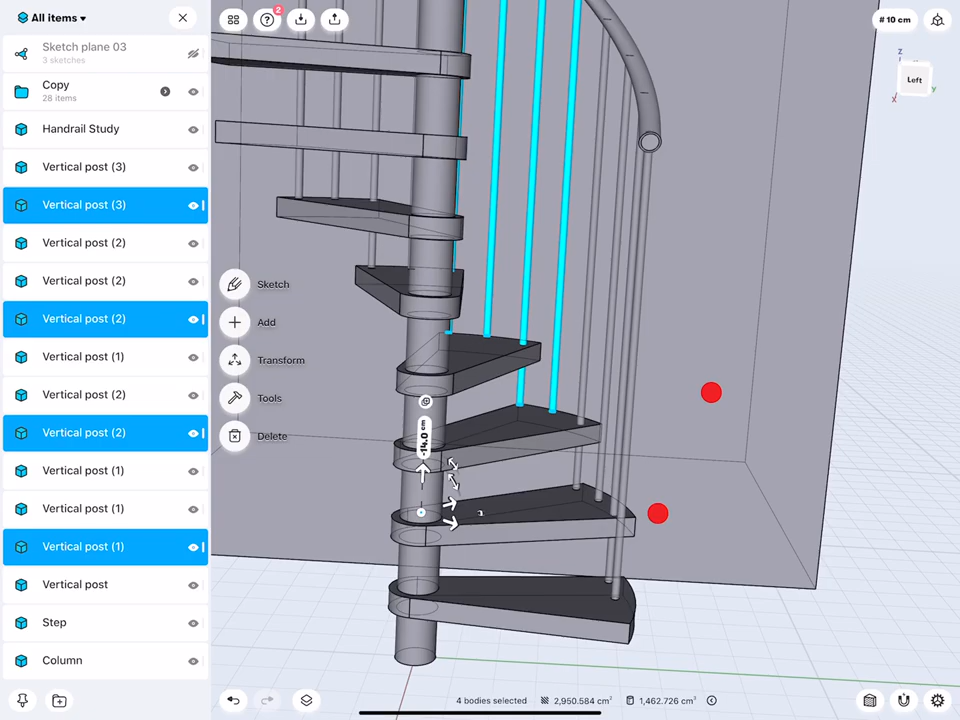 All items
2
# 10 cm
Sketch plane 03
3 sketches
Copy
28 items
Handrail Study
Vertical post (3)
Vertical post (3)
Vertical post (2)
Vertical post (2)
Vertical post (2)
Vertical post (1)
Vertical post (2)
Vertical post (2)
Vertical post (1)
Vertical post (1)
Vertical post (1)
Vertical post
Step
Column
Sketch
Add
Transform
Tools
Delete
-14.0 cm
z
Left
y
x
4 bodies selected
2,950.584 cm²
1,462.726 cm³